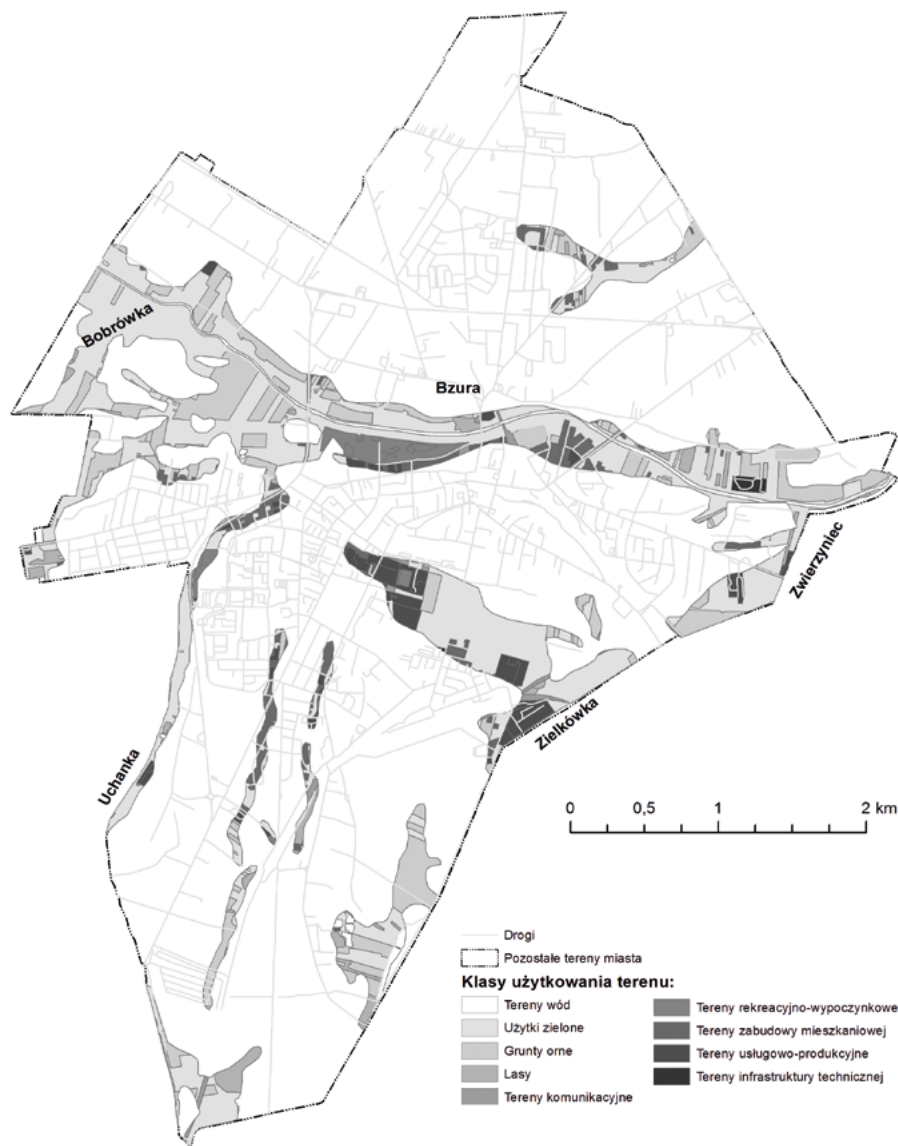 Bobrówka
Bzura
Zwierzyniec
Zielkówka
Uchanka
0 0,5 1 2 km
Drogi
Pozostałe tereny miasta
Klasy użytkowania terenu:
Tereny wód
Użytki zielone
Grunty orne
Lasy
Tereny komunikacyjne
Tereny rekreacyjno-wypoczynkowe
Tereny zabudowy mieszkaniowej
Tereny usługowo-produkcyjne
Tereny infrastruktury technicznej